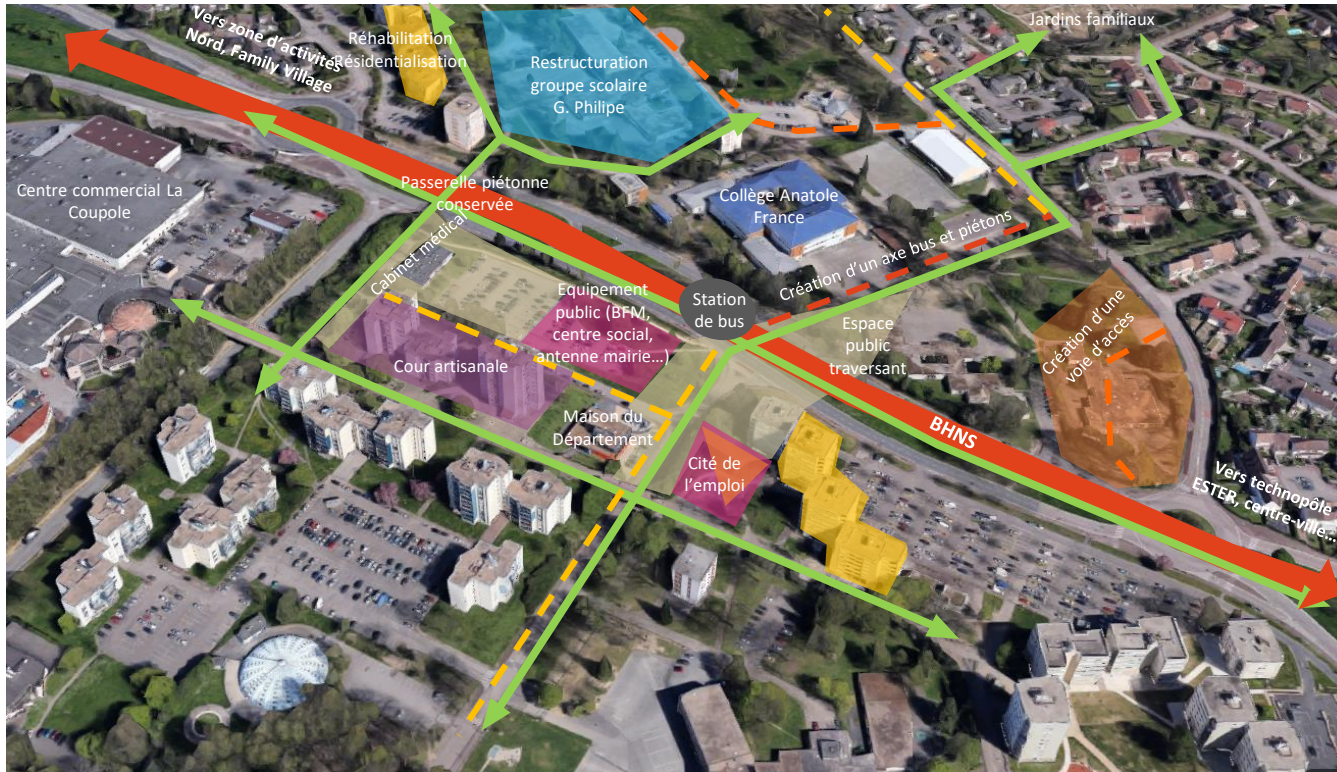 Vers zone d'activités
Nord, Family Village
Réhabilitation
Résidentialisation
Restructuration
groupe scolaire
G. Philipe
Jardins familiaux
Centre commercial La
Coupole
Passerelle piétonne
conservée
Collège Anatole
France
Cabinet médical
Création d'un axe bus et piétons
Equipement
public (BFM,
centre social,
antenne mairie…)
Station
de bus
Espace
public
traversant
Création d'une
voie d'accès
Cour artisanale
Maison du
Département
BHNS
Cité de
l'emploi
Vers technopôle
ESTER, centre-ville…